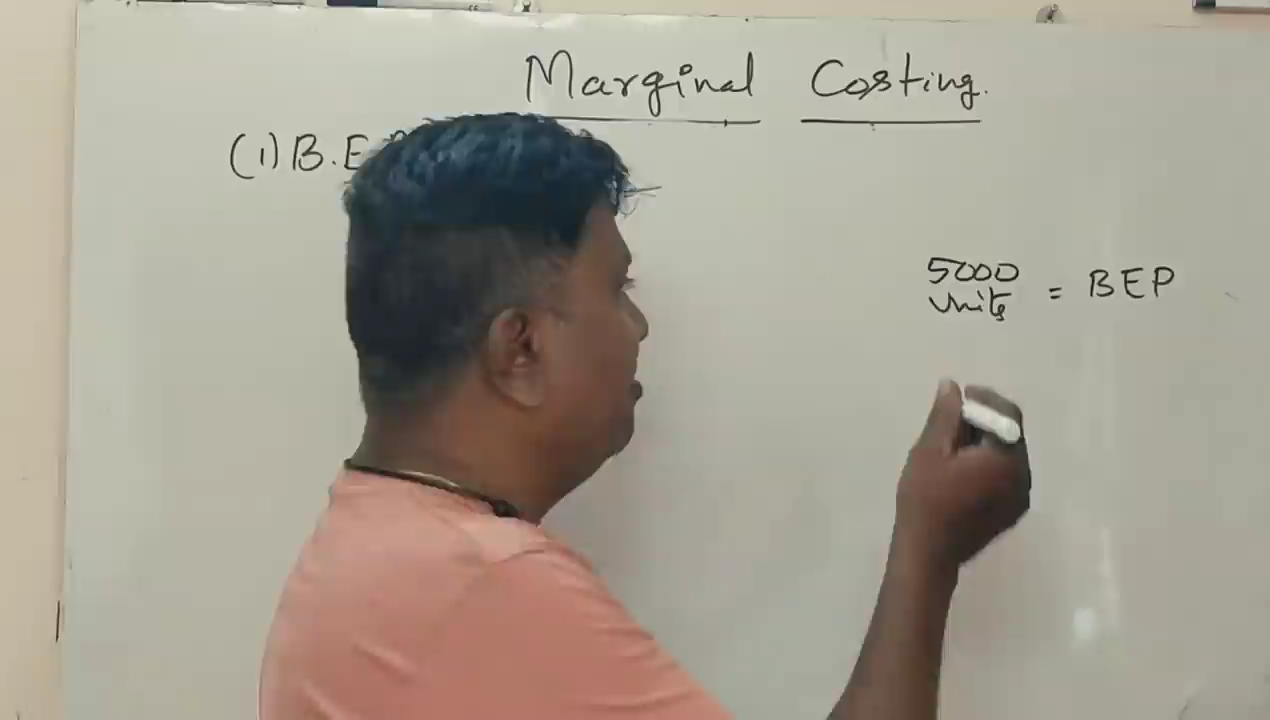 Marginal Costing.
(1) B.E
5000
Units = BEP